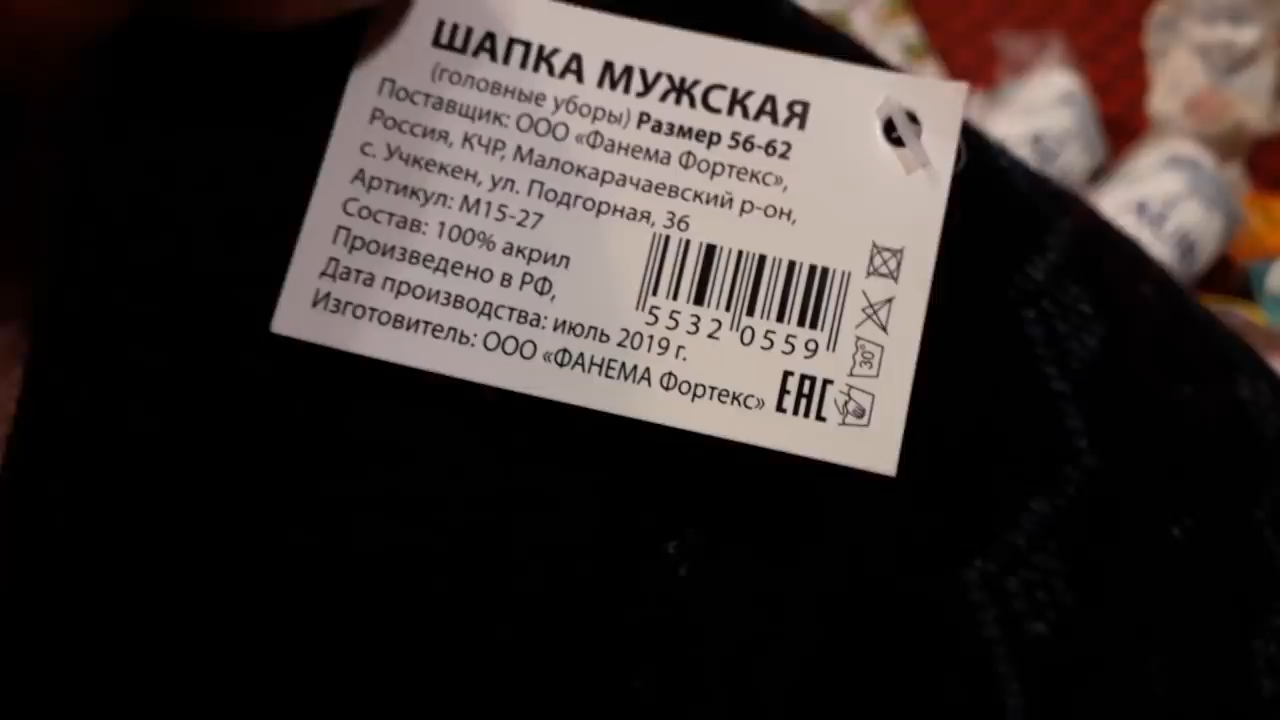 ШАПКА МУЖСКАЯ
(головные уборы) Размер 56-62
Поставщик: ООО «Фанема Фортекс»,
Россия, КЧР, Малокарачаевский р-он,
с. Учкекен, ул. Подгорная, 36
Артикул: М15-27
Состав: 100% акрил
Произведено в РФ,
Дата производства: июль 2019 г.
Изготовитель: ООО «ФАНЕМА Фортекс»
5532 0559
30°
ЕАС